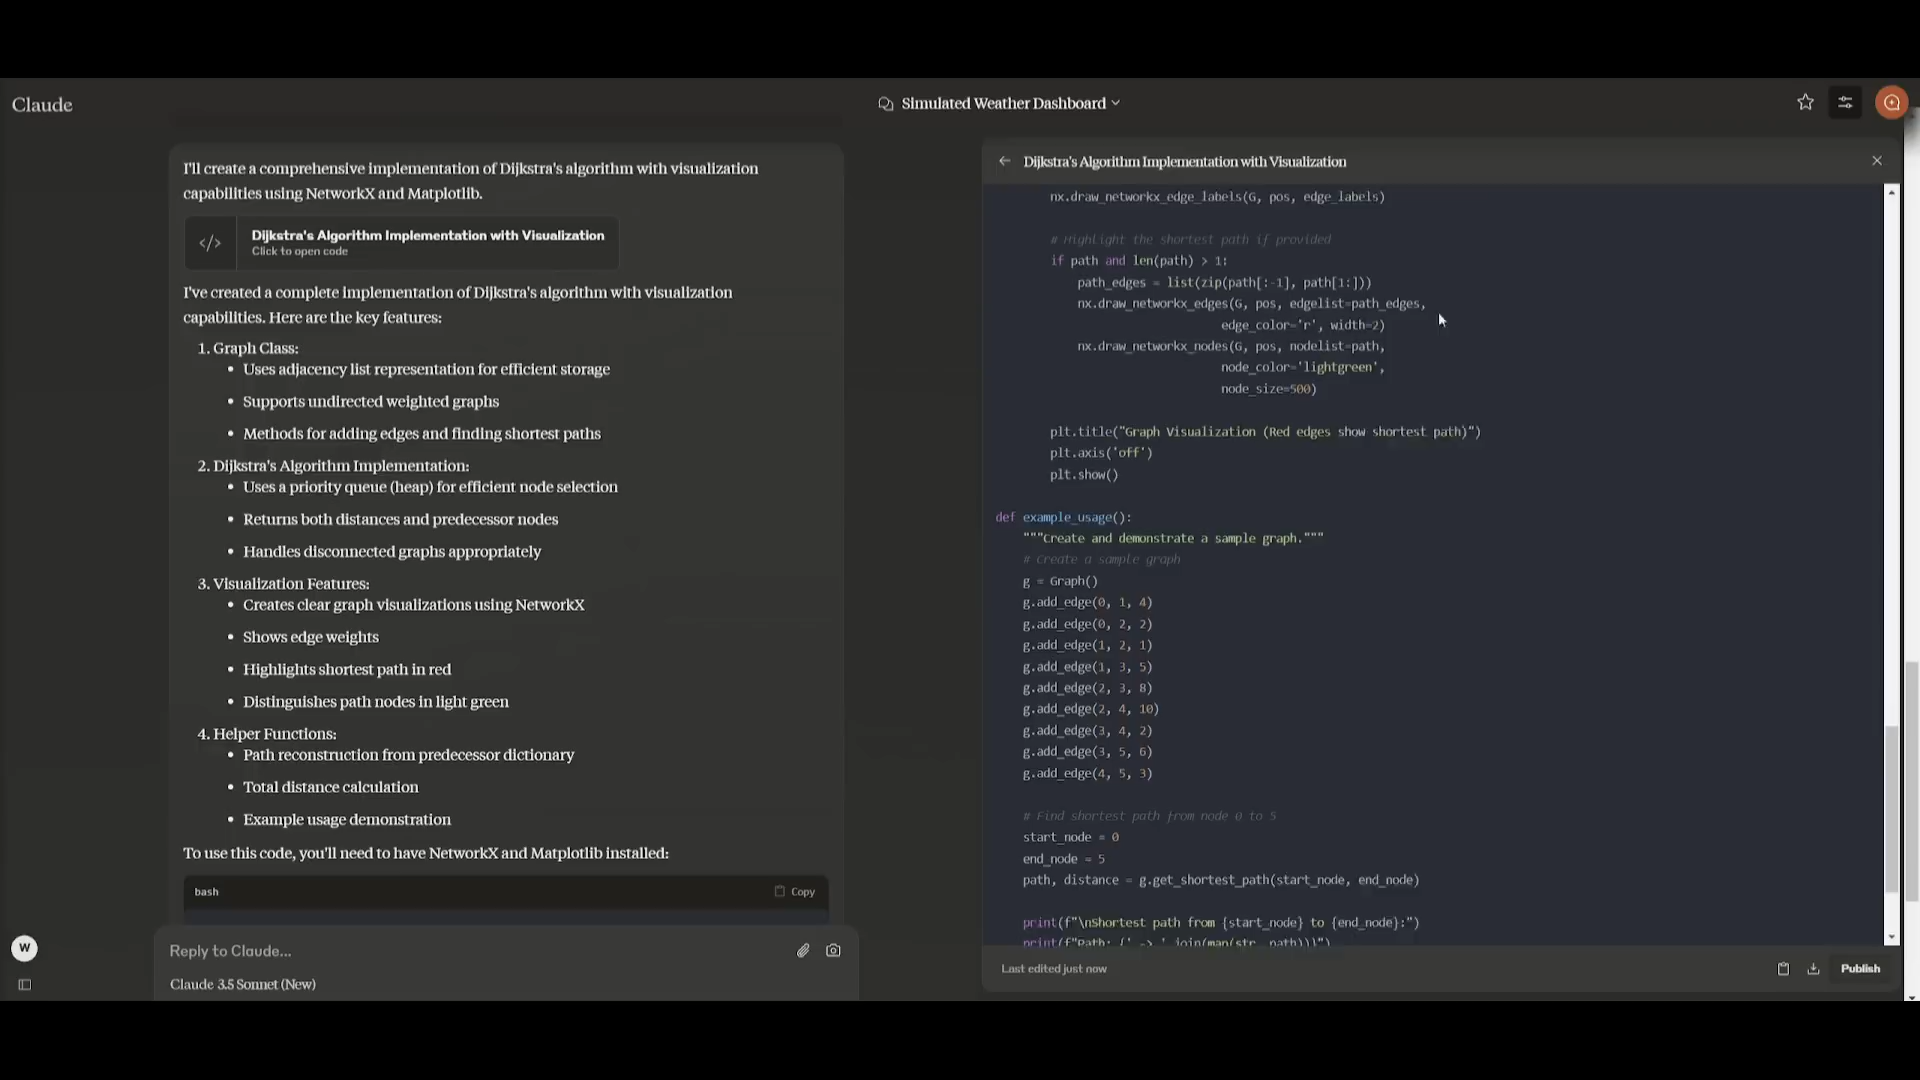 Claude
Simulated Weather Dashboard
I'll create a comprehensive implementation of Dijkstra's algorithm with visualization
capabilities using NetworkX and Matplotlib.
</>
Dijkstra's Algorithm Implementation with Visualization
Click to open code
I've created a complete implementation of Dijkstra's algorithm with visualization
capabilities. Here are the key features:
1. Graph Class:
• Uses adjacency list representation for efficient storage
• Supports undirected weighted graphs
• Methods for adding edges and finding shortest paths
2. Dijkstra's Algorithm Implementation:
• Uses a priority queue (heap) for efficient node selection
• Returns both distances and predecessor nodes
• Handles disconnected graphs appropriately
3. Visualization Features:
• Creates clear graph visualizations using NetworkX
• Shows edge weights
• Highlights shortest path in red
• Distinguishes path nodes in light green
4. Helper Functions:
• Path reconstruction from predecessor dictionary
• Total distance calculation
• Example usage demonstration
To use this code, you'll need to have NetworkX and Matplotlib installed:
bash
Copy
W
Reply to Claude...
Claude 3.5 Sonnet (New)
Dijkstra's Algorithm Implementation with Visualization
nx.draw_networkx_edge_labels(G, pos, edge_labels)
# Highlight the shortest path if provided
if path and len(path) > 1:
path_edges = list(zip(path[:-1], path[1:]))
nx.draw_networkx_edges(G, pos, edgelist=path_edges,
edge_color='r', width=2)
nx.draw_networkx_nodes(G, pos, nodelist=path,
node_color='lightgreen',
node_size=500)
plt.title("Graph Visualization (Red edges show shortest path)")
plt.axis('off')
plt.show()
def example_usage():
"""Create and demonstrate a sample graph."""
# Create a sample graph
g = Graph()
g.add_edge(0, 1, 4)
g.add_edge(0, 2, 2)
g.add_edge(1, 2, 1)
g.add_edge(1, 3, 5)
g.add_edge(2, 3, 8)
g.add_edge(2, 4, 10)
g.add_edge(3, 4, 2)
g.add_edge(3, 5, 6)
g.add_edge(4, 5, 3)
# Find shortest path from node 0 to 5
start_node = 0
end_node = 5
path, distance = g.get_shortest_path(start_node, end_node)
print(f"\nShortest path from {start_node} to {end_node}:")
print(f"Path: {' -> '.join(map(str, path))}")
Last edited just now
Publish